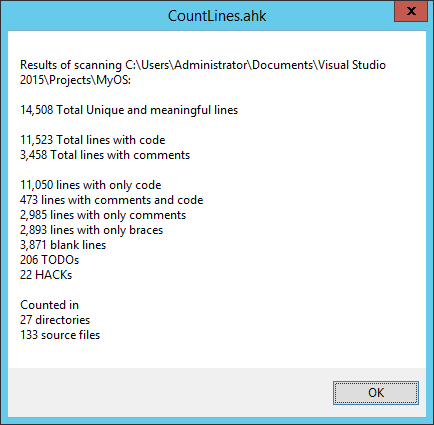 CountLines.ahk
x
Results of scanning C:\Users\Administrator\Documents\Visual Studio
2015\Projects\MyOS:
14,508 Total Unique and meaningful lines
11,523 Total lines with code
3,458 Total lines with comments
11,050 lines with only code
473 lines with comments and code
2,985 lines with only comments
2,893 lines with only braces
3,871 blank lines
206 TODOs
22 HACKs
Counted in
27 directories
133 source files
OK